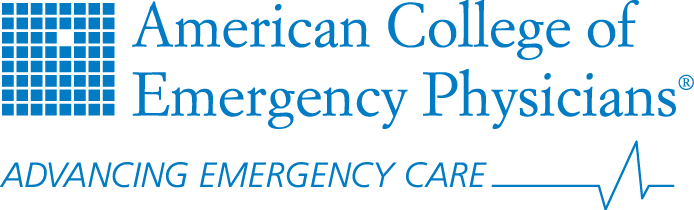 American College of
Emergency Physicians®
ADVANCING EMERGENCY CARE